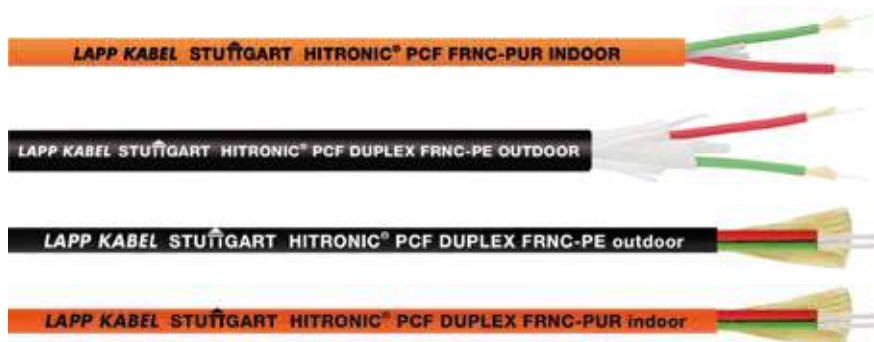 LAPP KABEL STUTTGART HITRONIC® PCF FRNC-PUR INDOOR
LAPP KABEL STUTTGART HITRONIC® PCF DUPLEX FRNC-PE OUTDOOR
LAPP KABEL STUTTGART HITRONIC® PCF DUPLEX FRNC-PE outdoor
LAPP KABEL STUTTGART HITRONIC® PCF DUPLEX FRNC-PUR indoor